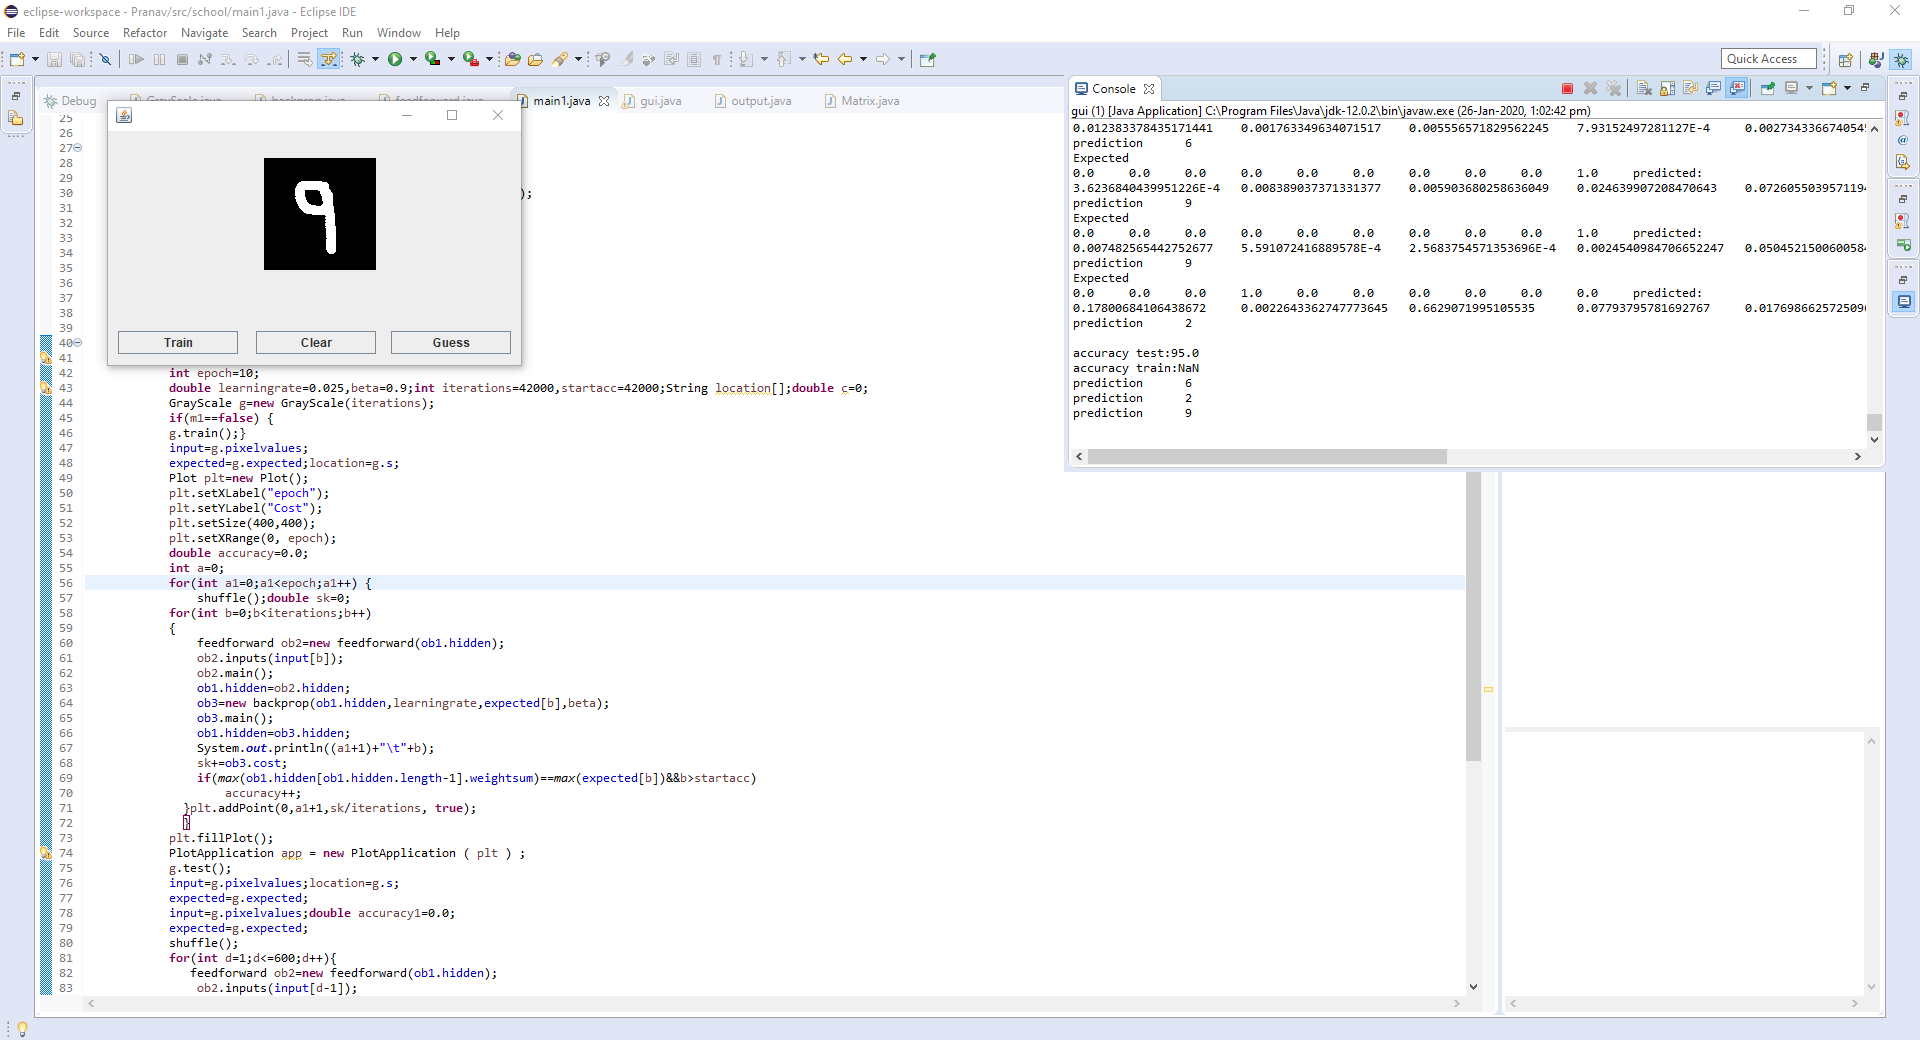 eclipse-workspace - Pranav/src/school/main1.java - Eclipse IDE
File Edit Source Refactor Navigate Search Project Run Window Help
Quick Access
Debug main1.java gui.java output.java Matrix.java
9
Train Clear Guess
25
26
27
28
29
30 );
31
32
33
34
35
36
37
38
39
40
41
42 int epoch=10;
43 double learningrate=0.025,beta=0.9;int iterations=42000,startacc=42000;String location[];double c=0;
44 GrayScale g=new GrayScale(iterations);
45 if(m1==false) {
46 g.train();}
47 input=g.pixelvalues;
48 expected=g.expected;location=g.s;
49 Plot plt=new Plot();
50 plt.setXLabel("epoch");
51 plt.setYLabel("Cost");
52 plt.setSize(400,400);
53 plt.setXRange(0, epoch);
54 double accuracy=0.0;
55 int a=0;
56 for(int a1=0;a1<epoch;a1++) {
57 shuffle();double sk=0;
58 for(int b=0;b<iterations;b++)
59 {
60 feedforward ob2=new feedforward(ob1.hidden);
61 ob2.inputs(input[b]);
62 ob2.main();
63 ob1.hidden=ob2.hidden;
64 ob3=new backprop(ob1.hidden,learningrate,expected[b],beta);
65 ob3.main();
66 ob1.hidden=ob3.hidden;
67 System.out.println((a1+1)+"\t"+b);
68 sk+=ob3.cost;
69 if(max(ob1.hidden[ob1.hidden.length-1].weightsum)==max(expected[b])&&b>startacc)
70 accuracy++;
71 }plt.addPoint(0,a1+1,sk/iterations, true);
72 }
73 plt.fillPlot();
74 PlotApplication app = new PlotApplication ( plt ) ;
75 g.test();
76 input=g.pixelvalues;location=g.s;
77 expected=g.expected;
78 input=g.pixelvalues;double accuracy1=0.0;
79 expected=g.expected;
80 shuffle();
81 for(int d=1;d<=600;d++){
82 feedforward ob2=new feedforward(ob1.hidden);
83 ob2.inputs(input[d-1]);
Console
gui (1) [Java Application] C:\Program Files\Java\jdk-12.0.2\bin\javaw.exe (26-Jan-2020, 1:02:42 pm)
0.012383378435171441 0.001763349634071517 0.005556571829562245 7.93152497281127E-4 0.00273433667405
prediction 6
Expected
0.0 0.0 0.0 0.0 0.0 0.0 0.0 0.0 0.0 1.0 predicted:
3.6236840439951226E-4 0.008389037371331377 0.005903680258636049 0.024639907208470643 0.07260550395711
prediction 9
Expected
0.0 0.0 0.0 0.0 0.0 0.0 0.0 0.0 0.0 1.0 predicted:
0.007482565442752677 5.591072416889578E-4 2.5683754571353696E-4 0.0024540984706652247 0.050452150060058
prediction 9
Expected
0.0 0.0 0.0 1.0 0.0 0.0 0.0 0.0 0.0 0.0 predicted:
0.17800684106438672 0.0022643362747773645 0.6629071995105535 0.07793795781692767 0.017698662572509
prediction 2
accuracy test:95.0
accuracy train:NaN
prediction 6
prediction 2
prediction 9